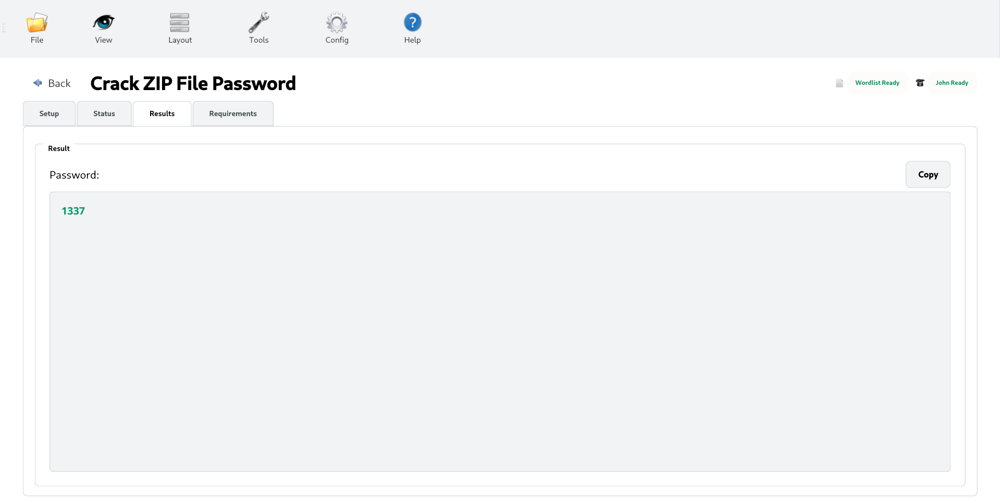 File View Layout Tools Config Help
Back Crack ZIP File Password Wordlist Ready John Ready
Setup Status Results Requirements
Result
Password: Copy
1337